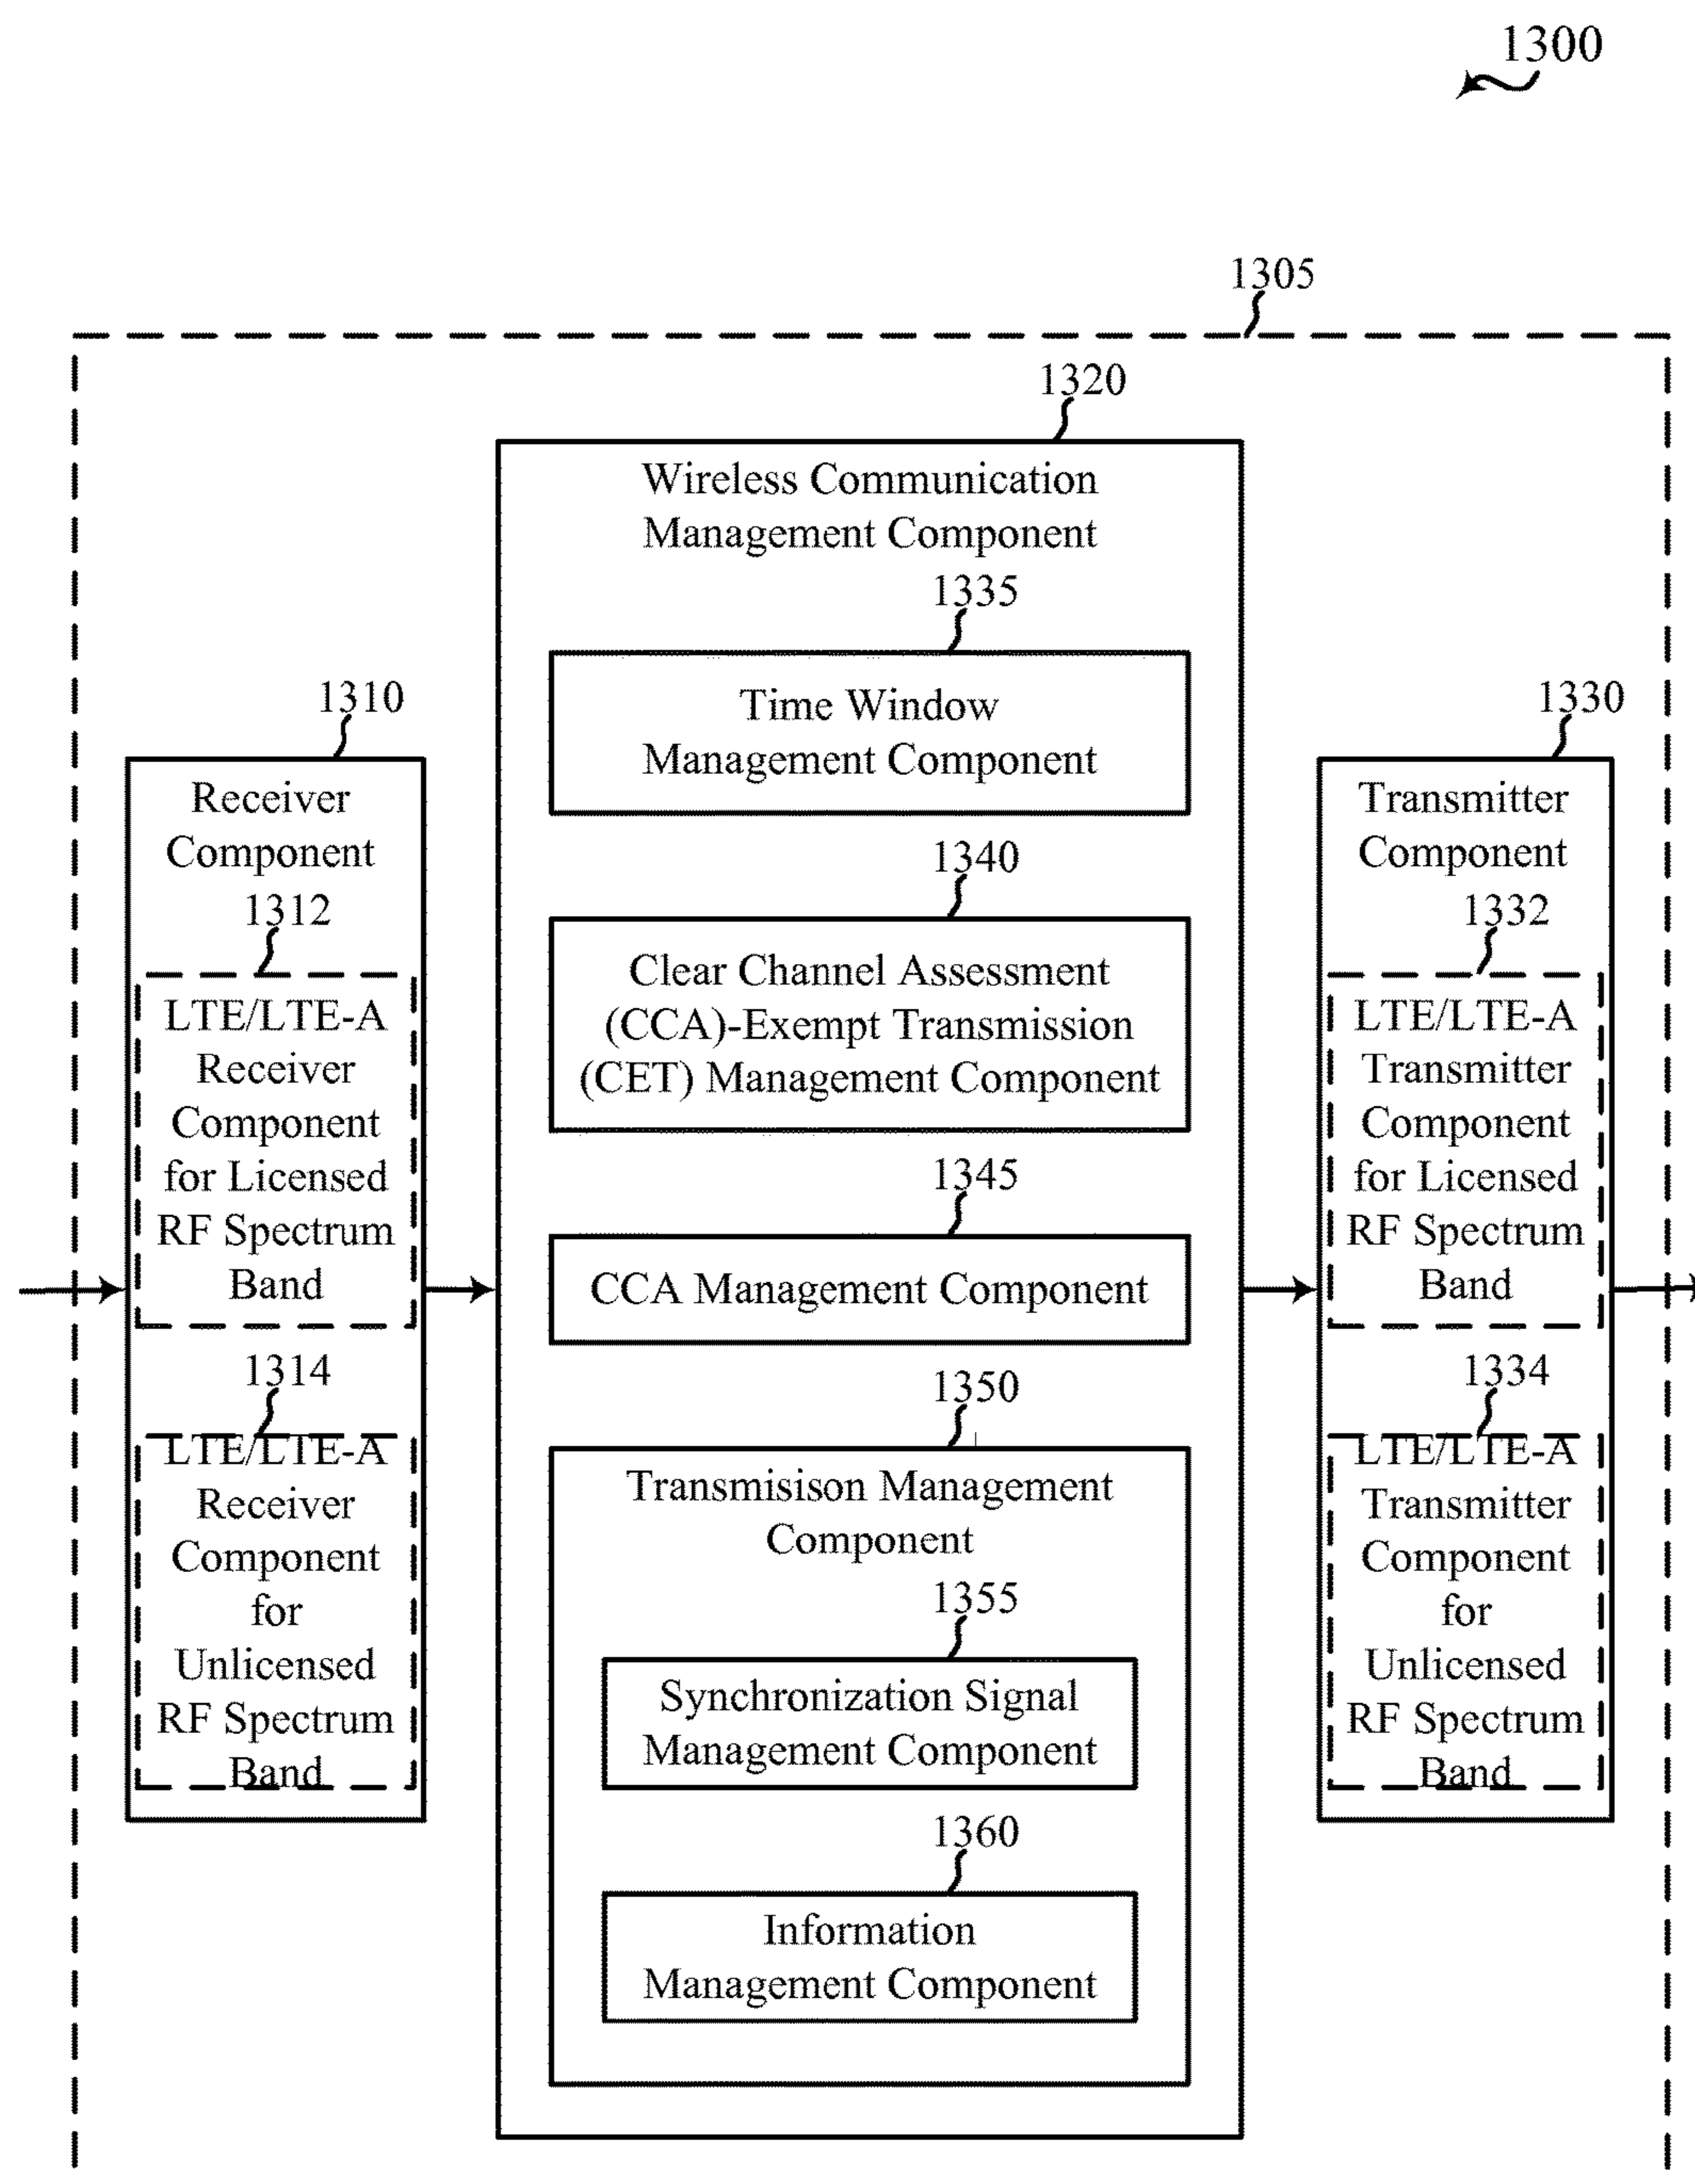 1300
1305
1320
Wireless Communication
Management Component
1335
Time Window
Management Component
1340
Clear Channel Assessment
(CCA)-Exempt Transmission
(CET) Management Component
1345
CCA Management Component
1350
Transmisison Management
Component
1355
Synchronization Signal
Management Component
1360
Information
Management Component
1310
Receiver
Component
1312
LTE/LTE-A
Receiver
Component
for Licensed
RF Spectrum
Band
1314
LTE/LTE-A
Receiver
Component
for
Unlicensed
RF Spectrum
Band
1330
Transmitter
Component
1332
LTE/LTE-A
Transmitter
Component
for Licensed
RF Spectrum
Band
1334
LTE/LTE-A
Transmitter
Component
for
Unlicensed
RF Spectrum
Band